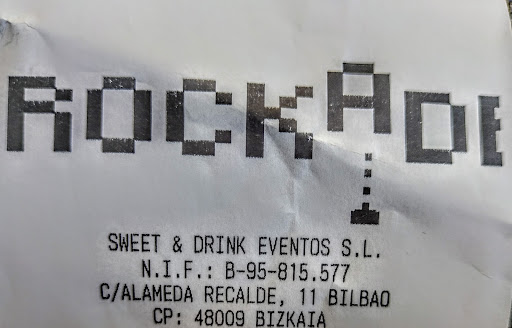 ROCKADE
SWEET & DRINK EVENTOS S.L.
N.I.F.: B-95-815.577
C/ALAMEDA RECALDE, 11 BILBAO
CP: 48009 BIZKAIA